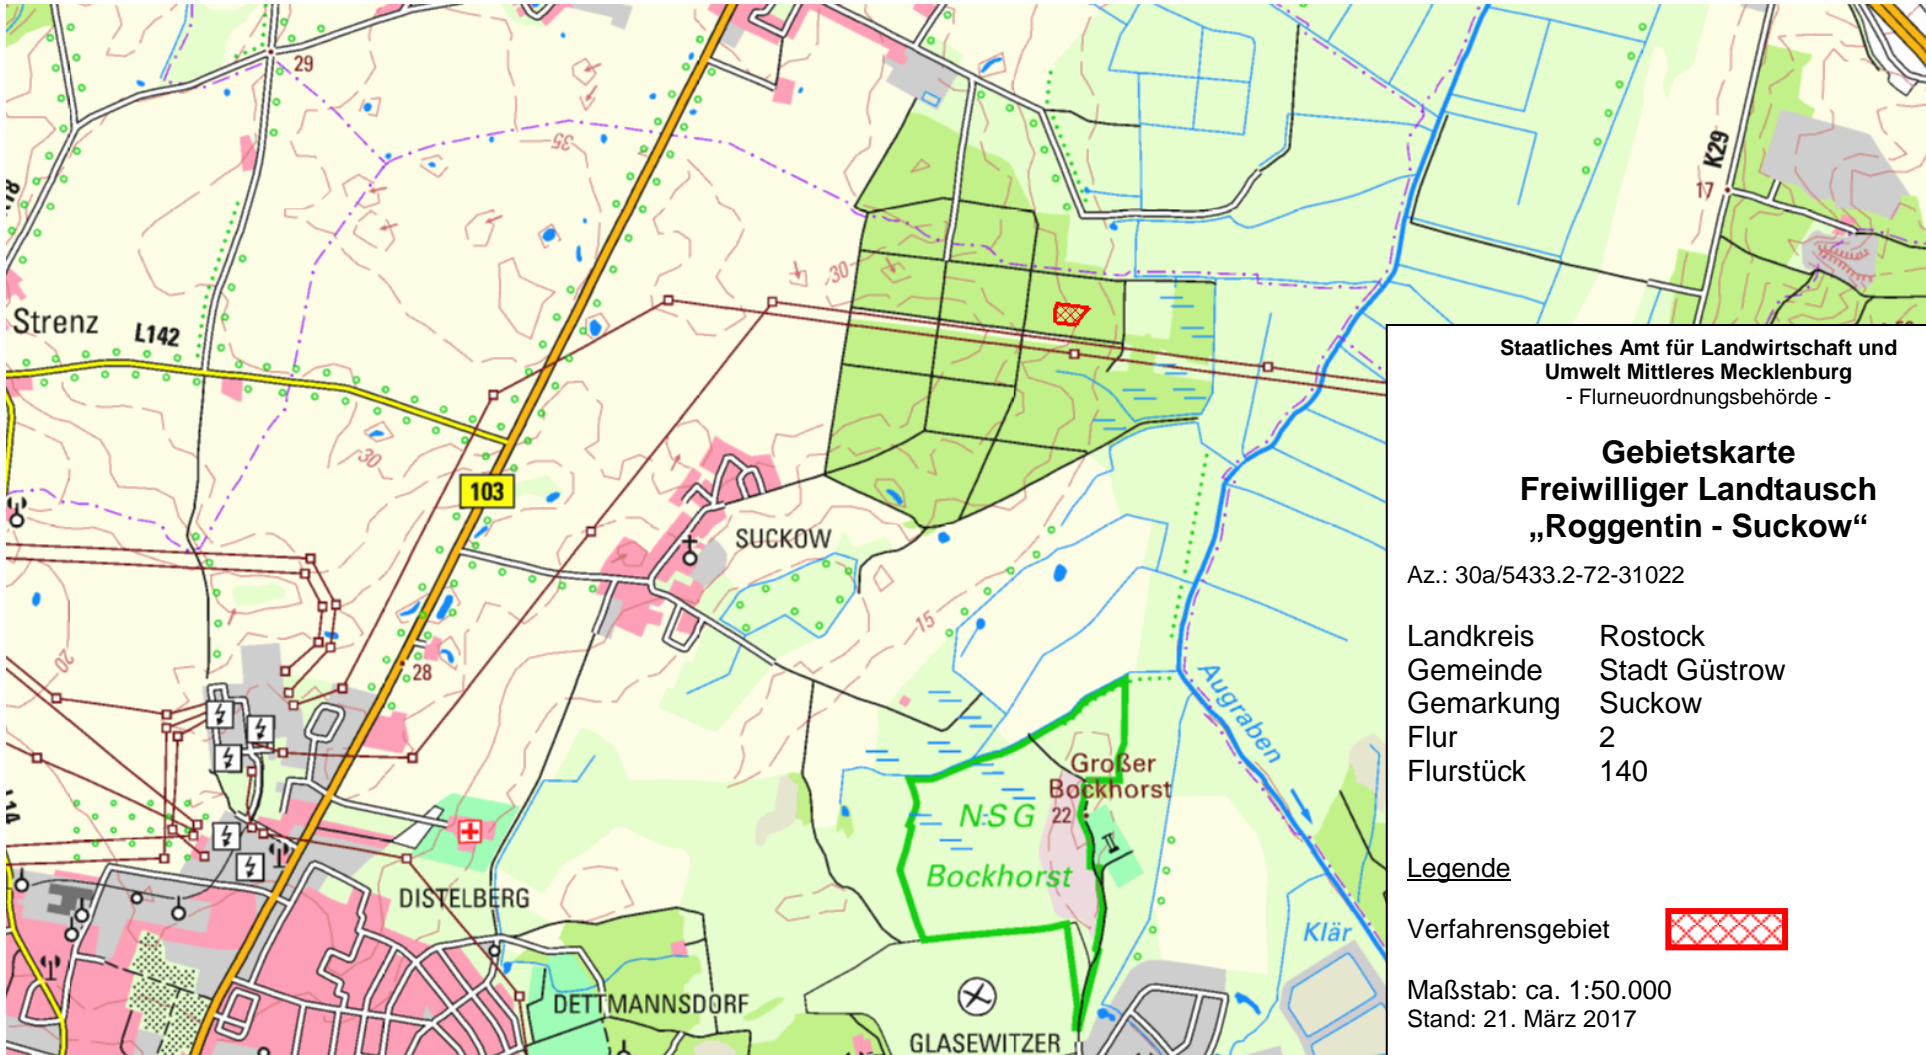 29
35
K29
17
30
Strenz
L142
30
103
SUCKOW
15
20
28
Augraben
Großer
Bockhorst
22
NSG
Bockhorst
DISTELBERG
Klär
DETTMANNSDORF
GLASEWITZER
Staatliches Amt für Landwirtschaft und
Umwelt Mittleres Mecklenburg
- Flurneuordnungsbehörde -
Gebietskarte
Freiwilliger Landtausch
„Roggentin - Suckow“
Az.: 30a/5433.2-72-31022
Landkreis Rostock
Gemeinde Stadt Güstrow
Gemarkung Suckow
Flur 2
Flurstück 140
Legende
Verfahrensgebiet
Maßstab: ca. 1:50.000
Stand: 21. März 2017